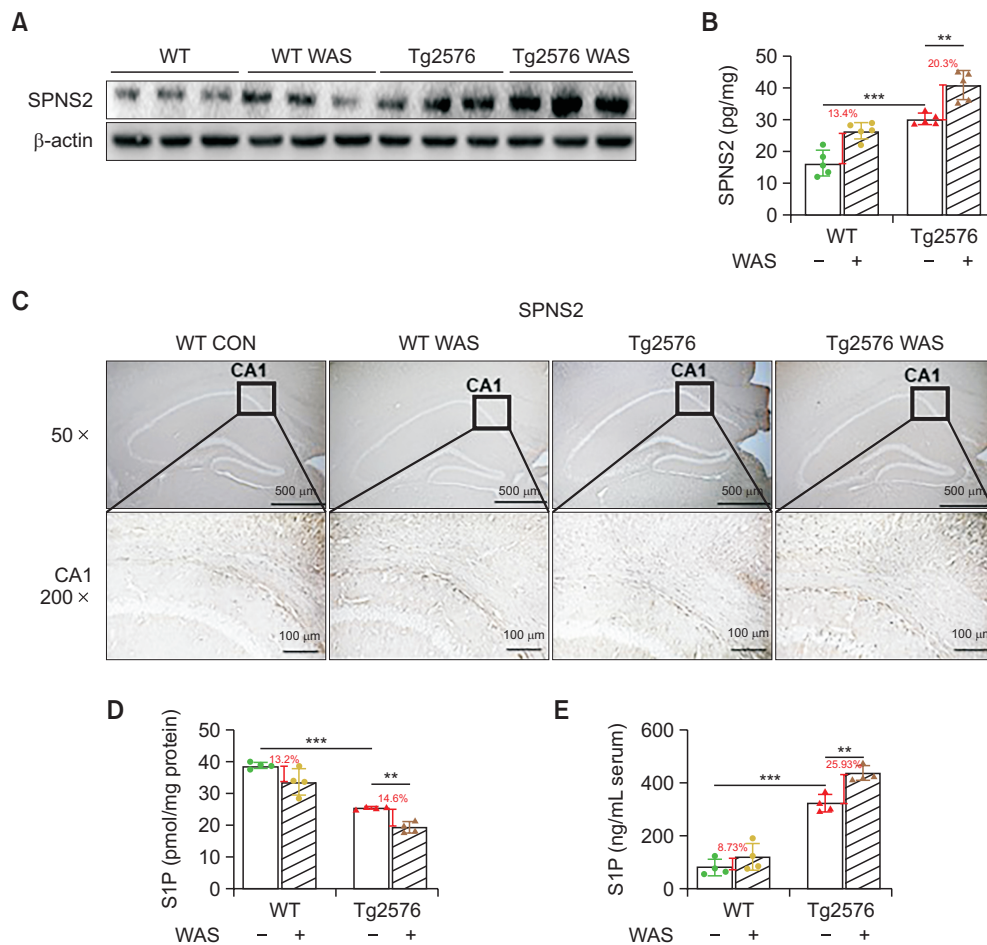 A
WT
WT WAS
Tg2576
Tg2576 WAS
SPNS2
β-actin
B
SPNS2 (pg/mg)
50
40
30
20
10
0
13.4%
***
20.3%
**
WT
Tg2576
WAS
− + − +
C
SPNS2
WT CON
WT WAS
Tg2576
Tg2576 WAS
50 ×
CA1
500 µm
CA1
500 µm
CA1
500 µm
CA1
500 µm
CA1
200 ×
100 µm
100 µm
100 µm
100 µm
D
S1P (pmol/mg protein)
50
40
30
20
10
0
***
13.2%
**
14.6%
WT
Tg2576
WAS
− + − +
E
S1P (ng/mL serum)
600
400
200
0
8.73%
***
**
25.93%
WT
Tg2576
WAS
− + − +